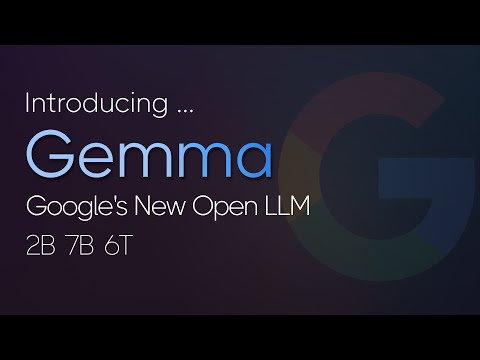 Introducing ...
Gemma
Google's New Open LLM
2B 7B 6T